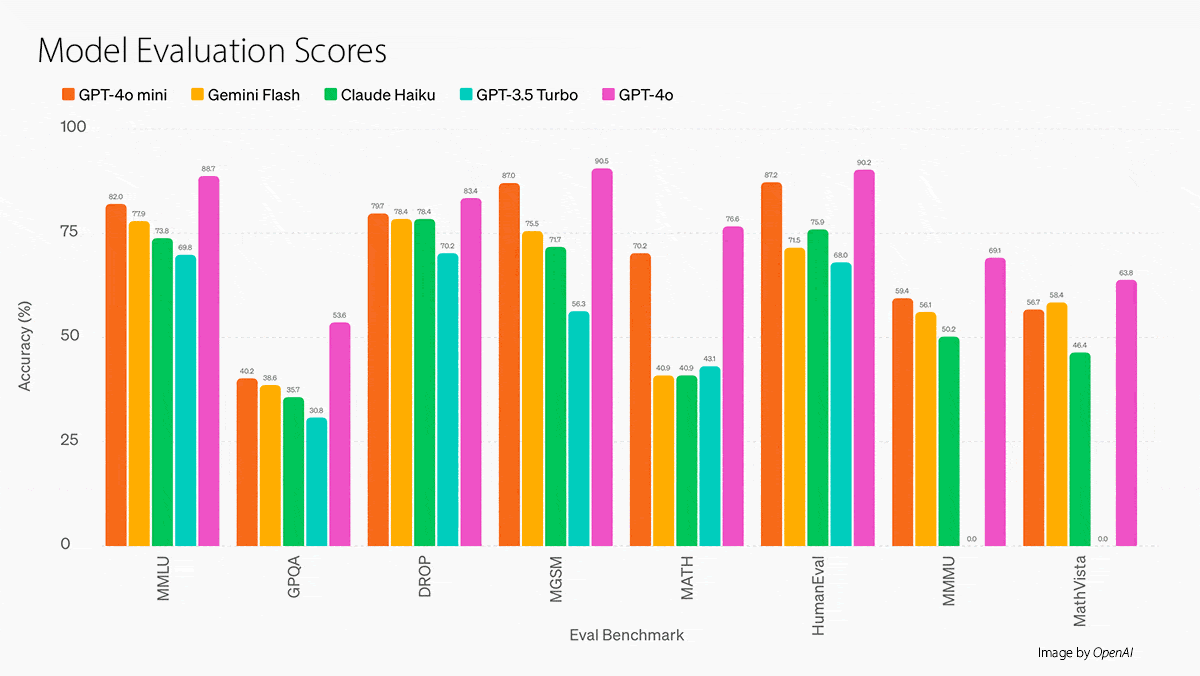 Model Evaluation Scores
GPT-4o mini Gemini Flash Claude Haiku GPT-3.5 Turbo GPT-4o
100
75
50
25
0
Accuracy (%)
82.0 77.9 73.8 69.8 88.7
40.2 38.6 35.7 30.8 53.6
79.7 78.4 78.4 70.2 83.4
87.0 75.5 71.7 56.3 90.5
70.2 40.9 40.9 43.1 76.6
87.2 71.5 75.9 68.0 90.2
59.4 56.1 50.2 0.0 69.1
56.7 58.4 46.4 0.0 63.8
MMLU GPQA DROP MGSM MATH HumanEval MMMU MathVista
Eval Benchmark
Image by OpenAI